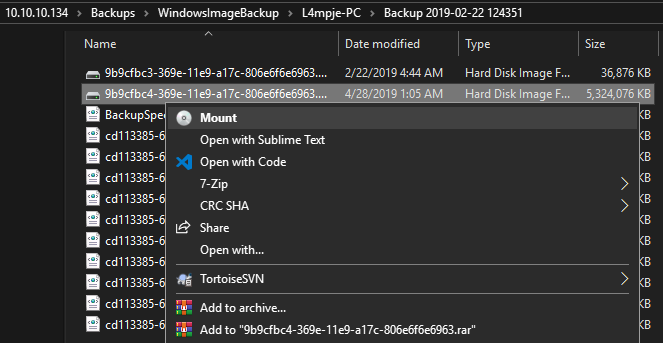 10.10.10.134 > Backups > WindowsImageBackup > L4mpje-PC > Backup 2019-02-22 124351
Name Date modified Type Size
9b9cfbc3-369e-11e9-a17c-806e6f6e6963.... 2/22/2019 4:44 AM Hard Disk Image F... 36,876 KB
9b9cfbc4-369e-11e9-a17c-806e6f6e6963.... 4/28/2019 1:05 AM Hard Disk Image F... 5,324,076 KB
BackupSpe KB
cd113385-6 KB
cd113385-6 KB
cd113385-6 KB
cd113385-6 KB
cd113385-6 KB
cd113385-6 KB
cd113385-6 KB
cd113385-6 KB
cd113385-6 KB
cd113385-6 KB
Mount
Open with Sublime Text
Open with Code
7-Zip
CRC SHA
Share
Open with...
TortoiseSVN
Add to archive...
Add to "9b9cfbc4-369e-11e9-a17c-806e6f6e6963.rar"